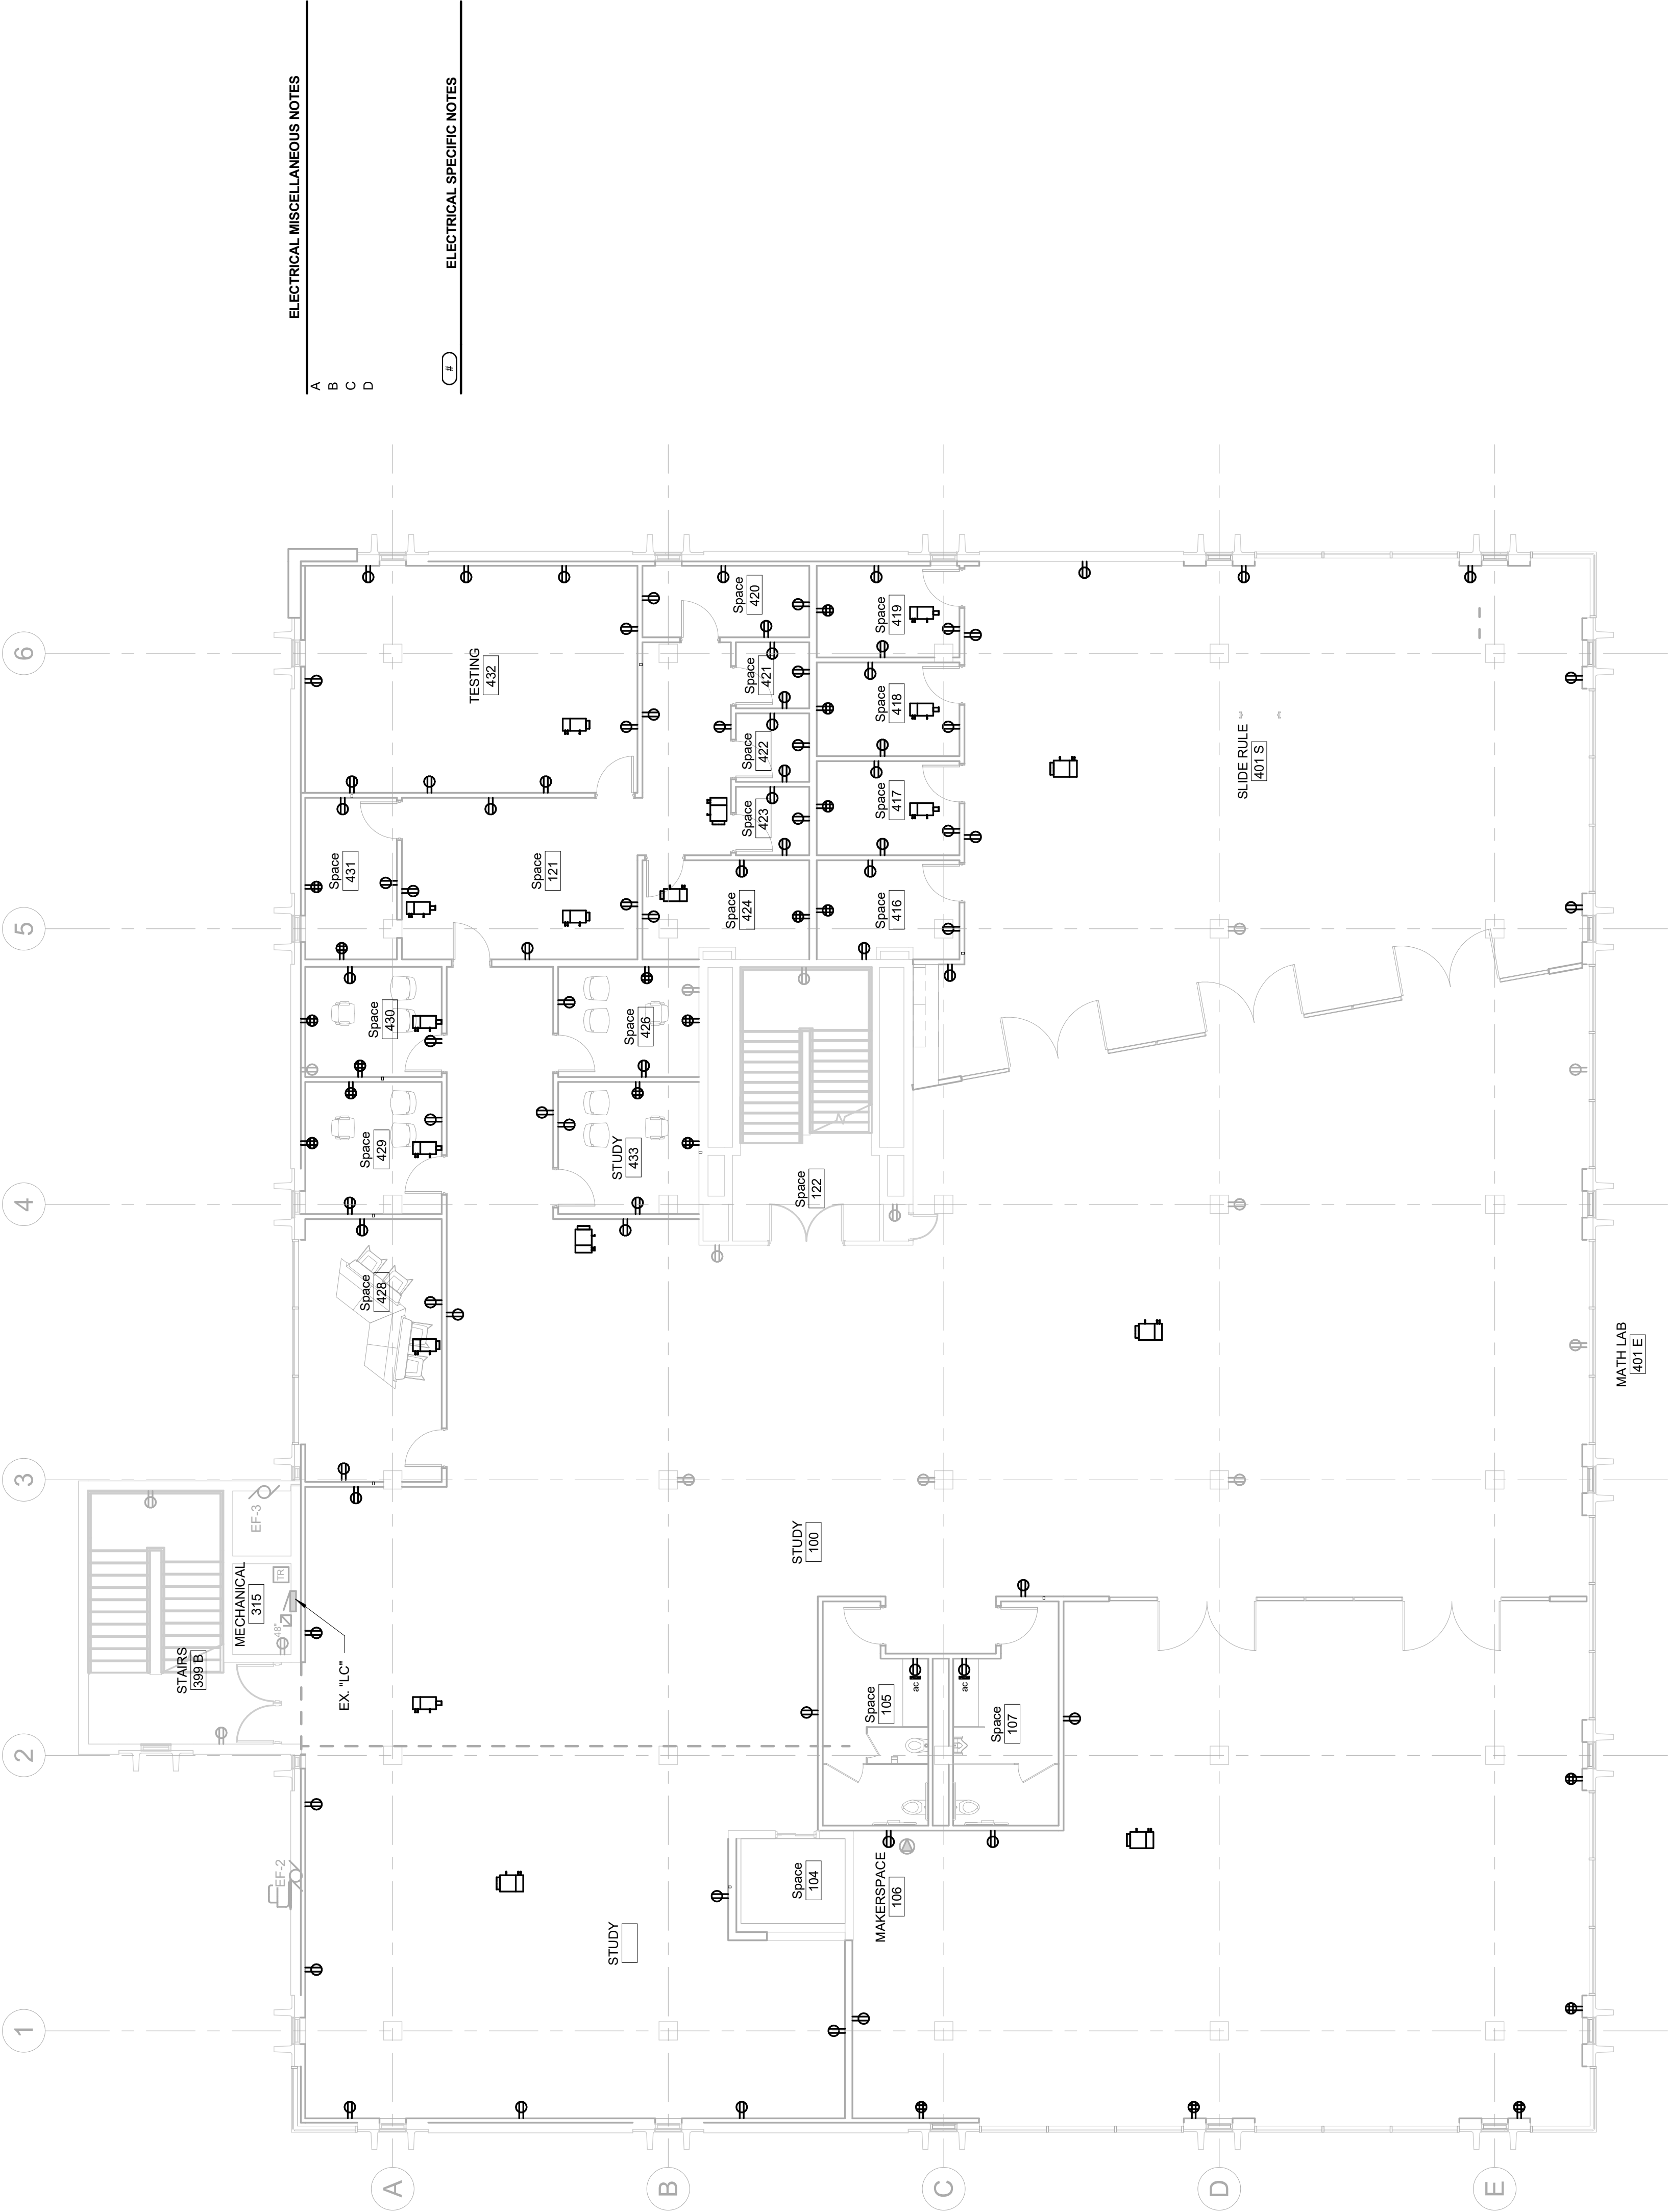 ELECTRICAL MISCELLANEOUS NOTES
A
B
C
D
#
ELECTRICAL SPECIFIC NOTES
1
2
3
4
5
6
A
B
C
D
E
STAIRS
399 B
MECHANICAL
315
EF-3
TR
48"
EX. "LC"
EF-2
STUDY
Space
104
MAKERSPACE
106
Space
105
ac
Space
107
ac
STUDY
100
Space
428
Space
429
Space
430
Space
431
TESTING
432
Space
121
STUDY
433
Space
426
Space
122
Space
424
Space
423
Space
422
Space
421
Space
420
Space
416
Space
417
Space
418
Space
419
SLIDE RULE
401 S
MATH LAB
401 E